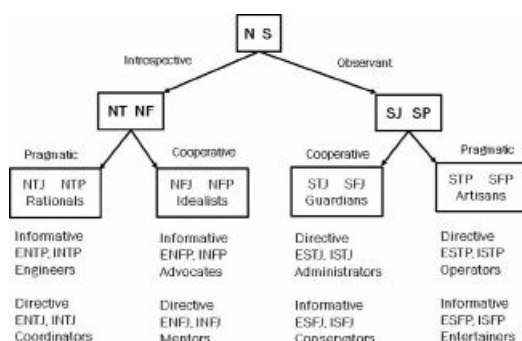 N S
Introspective
Observant
NT NF
SJ SP
Pragmatic
Cooperative
Cooperative
Pragmatic
NTJ NTP
Rationals
NFJ NFP
Idealists
STJ SFJ
Guardians
STP SFP
Artisans
Informative
ENTP, INTP
Engineers
Informative
ENFP, INFP
Advocates
Directive
ESTJ, ISTJ
Administrators
Directive
ESTP, ISTP
Operators
Directive
ENTJ, INTJ
Coordinators
Directive
ENFJ, INFJ
Mentors
Informative
ESFJ, ISFJ
Conservators
Informative
ESFP, ISFP
Entertainers